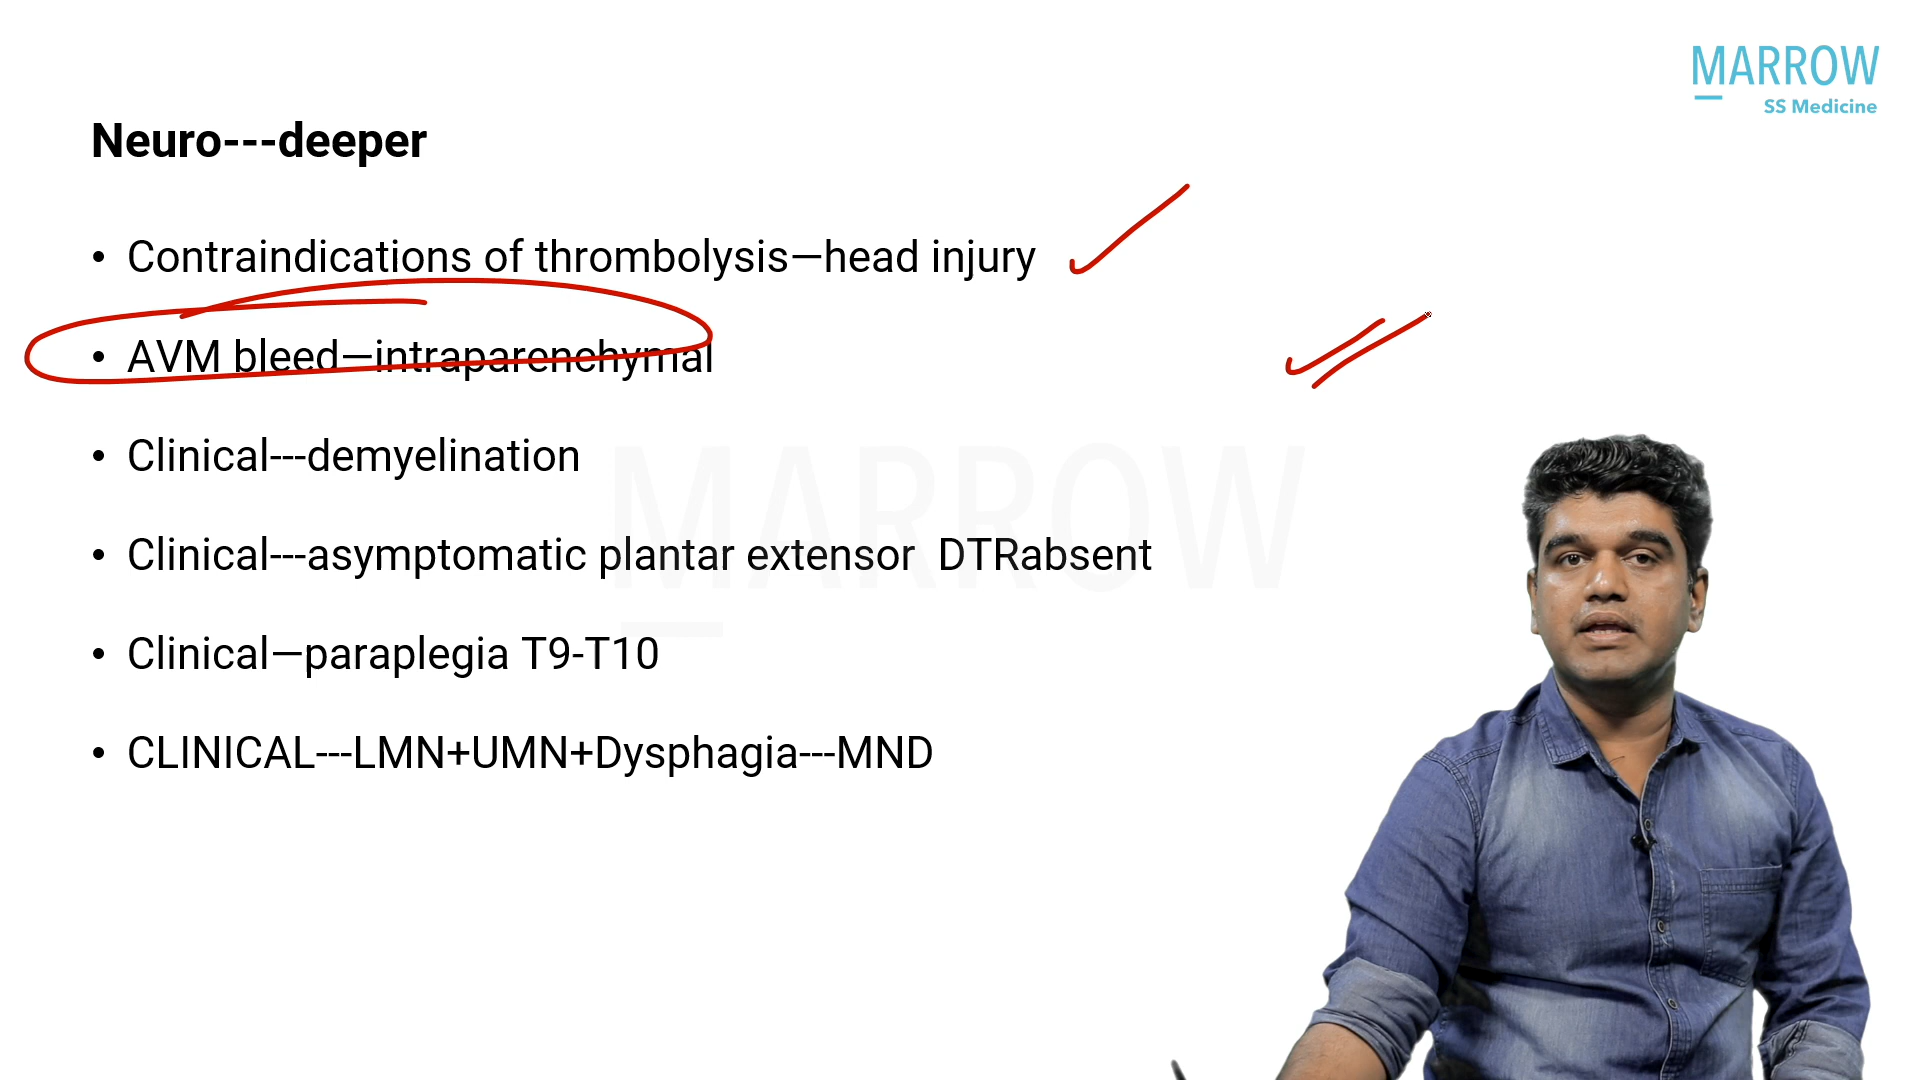 MARROW
SS Medicine
Neuro---deeper
• Contraindications of thrombolysis—head injury
• AVM bleed—intraparenchymal
• Clinical---demyelination
• Clinical---asymptomatic plantar extensor DTRabsent
• Clinical—paraplegia T9-T10
• CLINICAL---LMN+UMN+Dysphagia---MND
MARROW